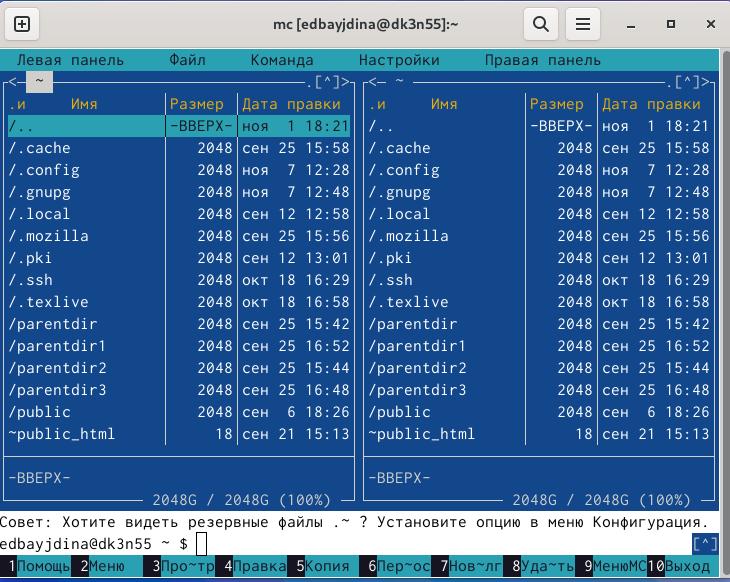 mc [edbayjdina@dk3n55]:~
Левая панель Файл Команда Настройки Правая панель
<─ ~ ─.[^]>  <─ ~ ─.[^]>
.и Имя Размер Дата правки  .и Имя Размер Дата правки
/.. -ВВЕРХ- ноя 1 18:21  /.. -ВВЕРХ- ноя 1 18:21
/.cache 2048 сен 25 15:58  /.cache 2048 сен 25 15:58
/.config 2048 ноя 7 12:28  /.config 2048 ноя 7 12:28
/.gnupg 2048 ноя 7 12:48  /.gnupg 2048 ноя 7 12:48
/.local 2048 сен 12 12:58  /.local 2048 сен 12 12:58
/.mozilla 2048 сен 25 15:56  /.mozilla 2048 сен 25 15:56
/.pki 2048 сен 12 13:01  /.pki 2048 сен 12 13:01
/.ssh 2048 окт 18 16:29  /.ssh 2048 окт 18 16:29
/.texlive 2048 окт 18 16:58  /.texlive 2048 окт 18 16:58
/parentdir 2048 сен 25 15:42  /parentdir 2048 сен 25 15:42
/parentdir1 2048 сен 25 16:52  /parentdir1 2048 сен 25 16:52
/parentdir2 2048 сен 25 15:44  /parentdir2 2048 сен 25 15:44
/parentdir3 2048 сен 25 16:48  /parentdir3 2048 сен 25 16:48
/public 2048 сен 6 18:26  /public 2048 сен 6 18:26
~public_html 18 сен 21 15:13  ~public_html 18 сен 21 15:13
-ВВЕРХ-  -ВВЕРХ-
2048G / 2048G (100%)  2048G / 2048G (100%)
Совет: Хотите видеть резервные файлы .~ ? Установите опцию в меню Конфигурация.
edbayjdina@dk3n55 ~ $ [^]
1Помощь 2Меню 3Про~тр 4Правка 5Копия 6Пер~ос 7Нов~лг 8Уда~ть 9МенюМС 10Выход